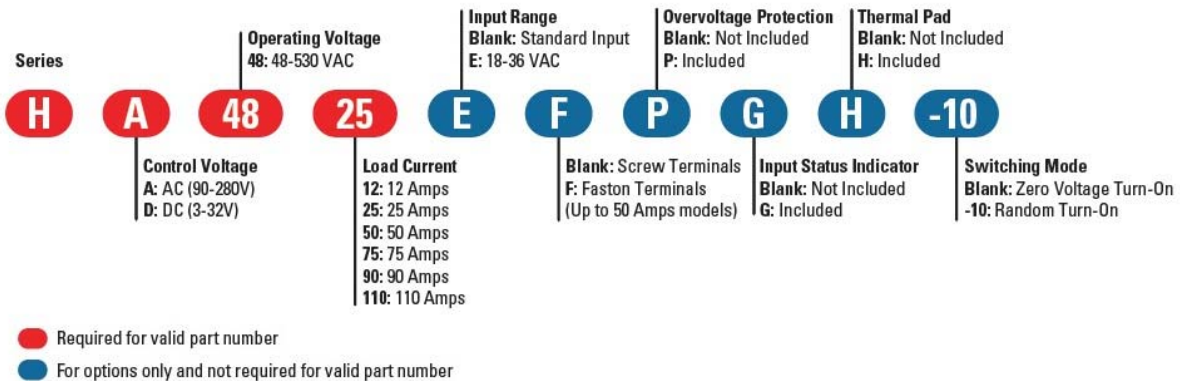 Series
Operating Voltage
48: 48-530 VAC
Input Range
Blank: Standard Input
E: 18-36 VAC
Overvoltage Protection
Blank: Not Included
P: Included
Thermal Pad
Blank: Not Included
H: Included
H A 48 25 E F P G H -10
Control Voltage
A: AC (90-280V)
D: DC (3-32V)
Load Current
12: 12 Amps
25: 25 Amps
50: 50 Amps
75: 75 Amps
90: 90 Amps
110: 110 Amps
Blank: Screw Terminals
F: Faston Terminals
(Up to 50 Amps models)
Input Status Indicator
Blank: Not Included
G: Included
Switching Mode
Blank: Zero Voltage Turn-On
-10: Random Turn-On
Required for valid part number
For options only and not required for valid part number